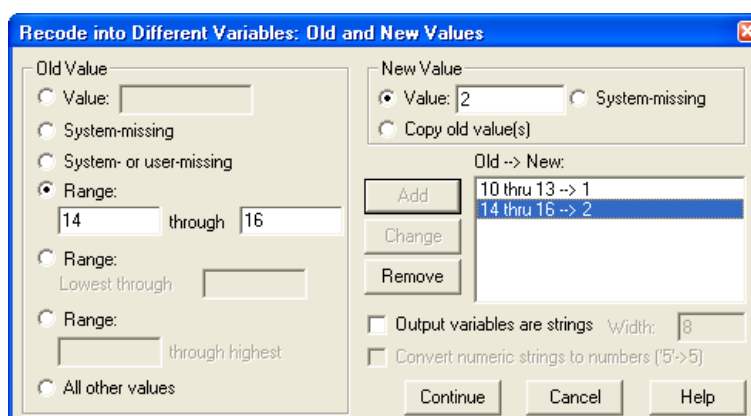 Recode into Different Variables: Old and New Values
Old Value
Value:
System-missing
System- or user-missing
Range:
14 through 16
Range:
Lowest through
Range:
through highest
All other values
New Value
Value: 2 System-missing
Copy old value(s)
Old --> New:
Add
Change
Remove
10 thru 13 --> 1
14 thru 16 --> 2
Output variables are strings Width: 8
Convert numeric strings to numbers ('5'->5)
Continue Cancel Help